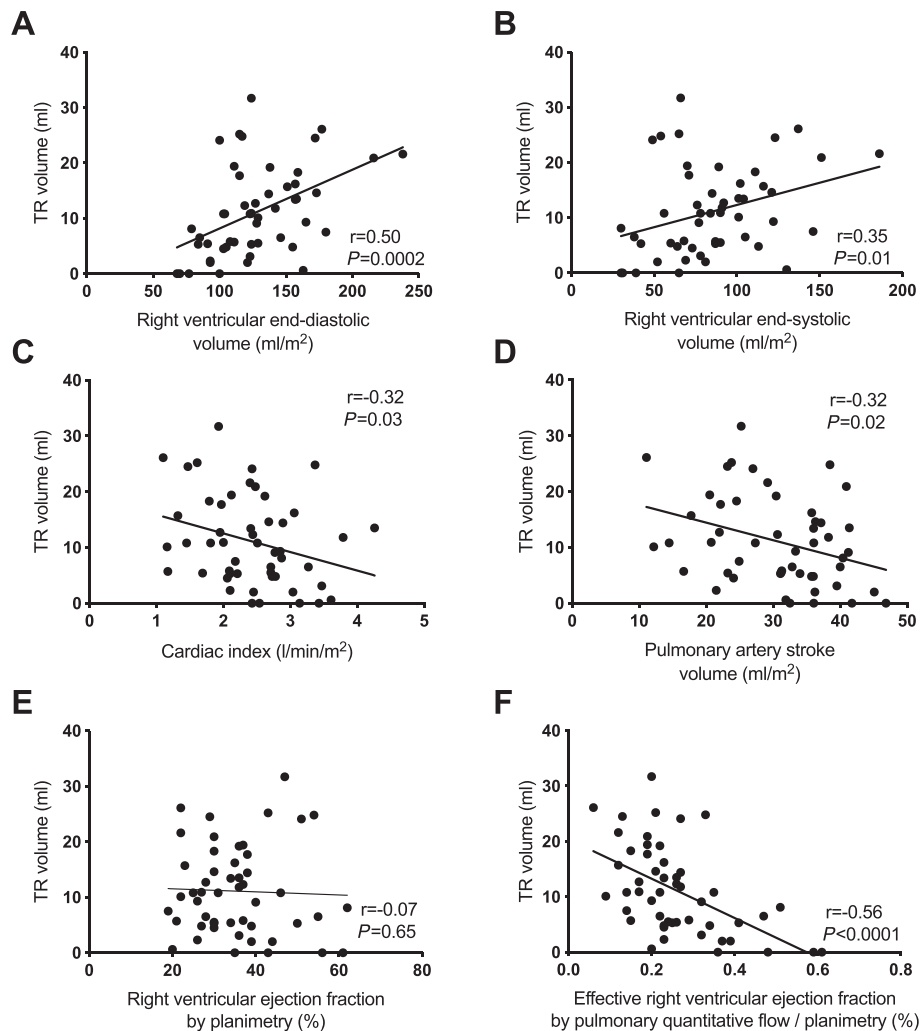 A
TR volume (ml)
40
30
20
10
0
r=0.50
P=0.0002
0 50 100 150 200 250
Right ventricular end-diastolic
volume (ml/m²)
B
TR volume (ml)
40
30
20
10
0
r=0.35
P=0.01
0 50 100 150 200
Right ventricular end-systolic
volume (ml/m²)
C
TR volume (ml)
40
30
20
10
0
r=-0.32
P=0.03
0 1 2 3 4 5
Cardiac index (l/min/m²)
D
TR volume (ml)
40
30
20
10
0
r=-0.32
P=0.02
0 10 20 30 40 50
Pulmonary artery stroke
volume (ml/m²)
E
TR volume (ml)
40
30
20
10
0
r=-0.07
P=0.65
0 20 40 60 80
Right ventricular ejection fraction
by planimetry (%)
F
TR volume (ml)
40
30
20
10
0
r=-0.56
P<0.0001
0.0 0.2 0.4 0.6 0.8
Effective right ventricular ejection fraction
by pulmonary quantitative flow / planimetry (%)